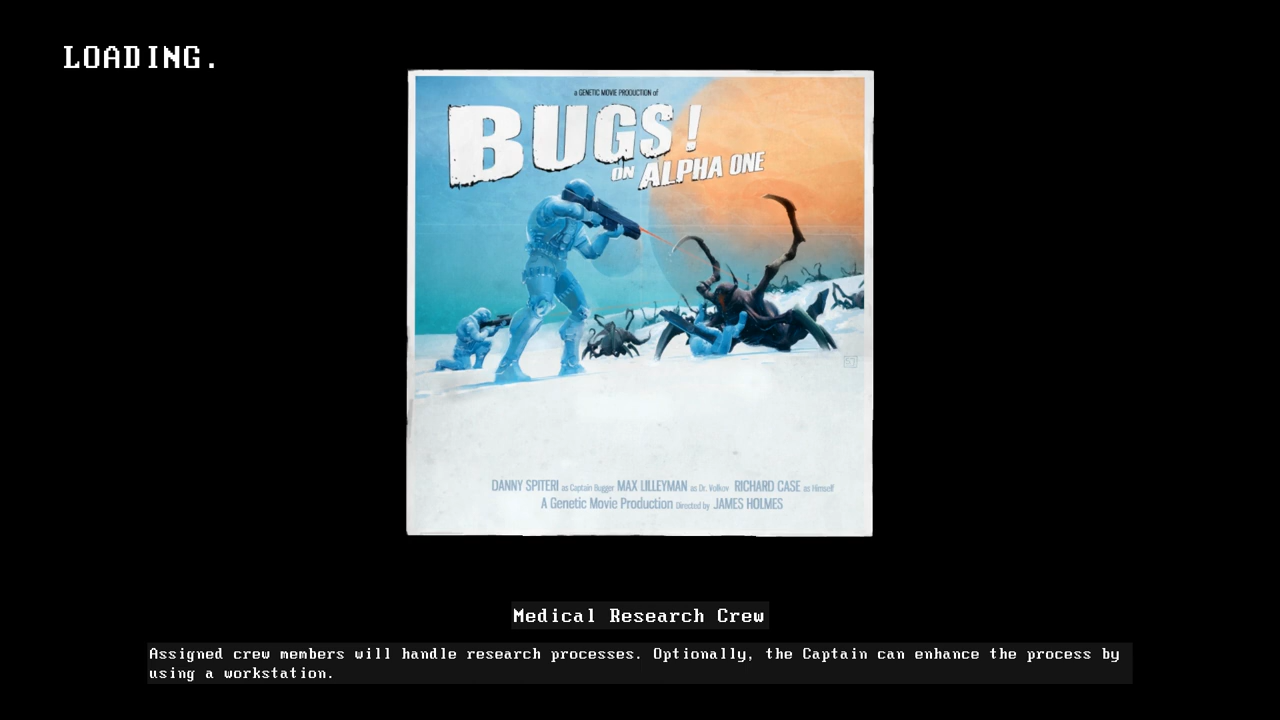 LOADING.
a GENETIC MOVIE PRODUCTION of
BUGS!
ON ALPHA ONE
DANNY SPITERI as Captain Bugger MAX LILLEYMAN as Dr. Volkov RICHARD CASE as Himself
A Genetic Movie Production Directed by JAMES HOLMES
Medical Research Crew
Assigned crew members will handle research processes. Optionally, the Captain can enhance the process by
using a workstation.